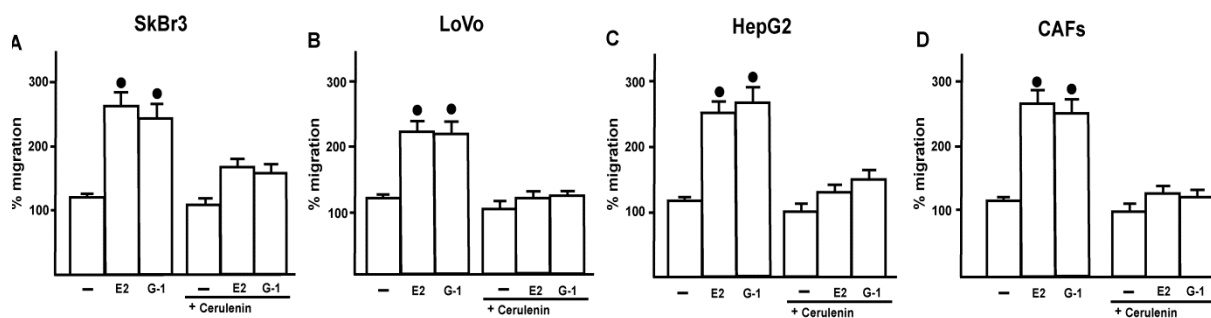 A
SkBr3
% migration
300
200
100
– E2 G-1 – E2 G-1
+ Cerulenin
B
LoVo
% migration
300
200
100
– E2 G-1 – E2 G-1
+ Cerulenin
C
HepG2
% migration
300
200
100
– E2 G-1 – E2 G-1
+ Cerulenin
D
CAFs
% migration
300
200
100
– E2 G-1 – E2 G-1
+ Cerulenin